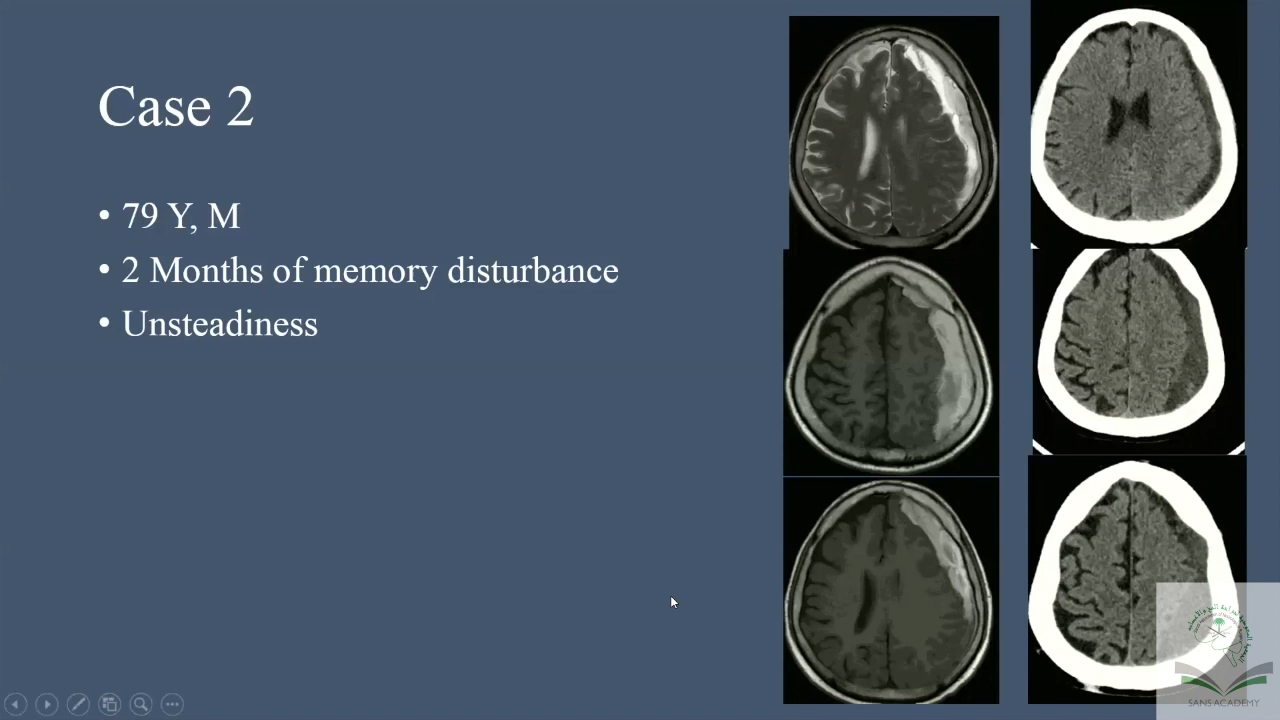 Case 2
• 79 Y, M
• 2 Months of memory disturbance
• Unsteadiness
SANS ACADEMY